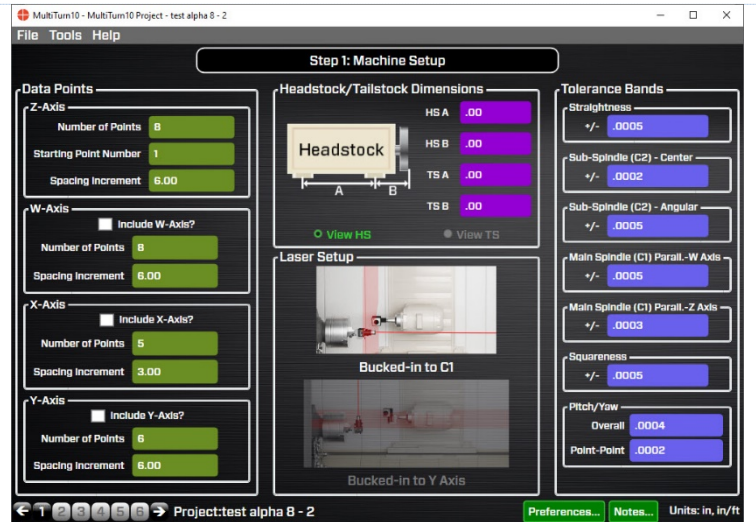 MultiTurn10 - MultiTurn10 Project - test alpha 8 - 2
File Tools Help
Step 1: Machine Setup
Data Points
Z-Axis
Number of Points 8
Starting Point Number 1
Spacing Increment 6.00
W-Axis
Include W-Axis?
Number of Points 8
Spacing Increment 6.00
X-Axis
Include X-Axis?
Number of Points 5
Spacing Increment 3.00
Y-Axis
Include Y-Axis?
Number of Points 6
Spacing Increment 6.00
Headstock/Tailstock Dimensions
Headstock
A B
HS A .00
HS B .00
TS A .00
TS B .00
View HS View TS
Laser Setup
Bucked-in to C1
Bucked-in to Y Axis
Tolerance Bands
Straightness
+/- .0005
Sub-Spindle (C2) - Center
+/- .0002
Sub-Spindle (C2) - Angular
+/- .0005
Main Spindle (C1) Parall.-W Axis
+/- .0005
Main Spindle (C1) Parall.-Z Axis
+/- .0003
Squareness
+/- .0005
Pitch/Yaw
Overall .0004
Point-Point .0002
1 2 3 4 5 6 Project:test alpha 8 - 2
Preferences... Notes... Units: in, in/ft